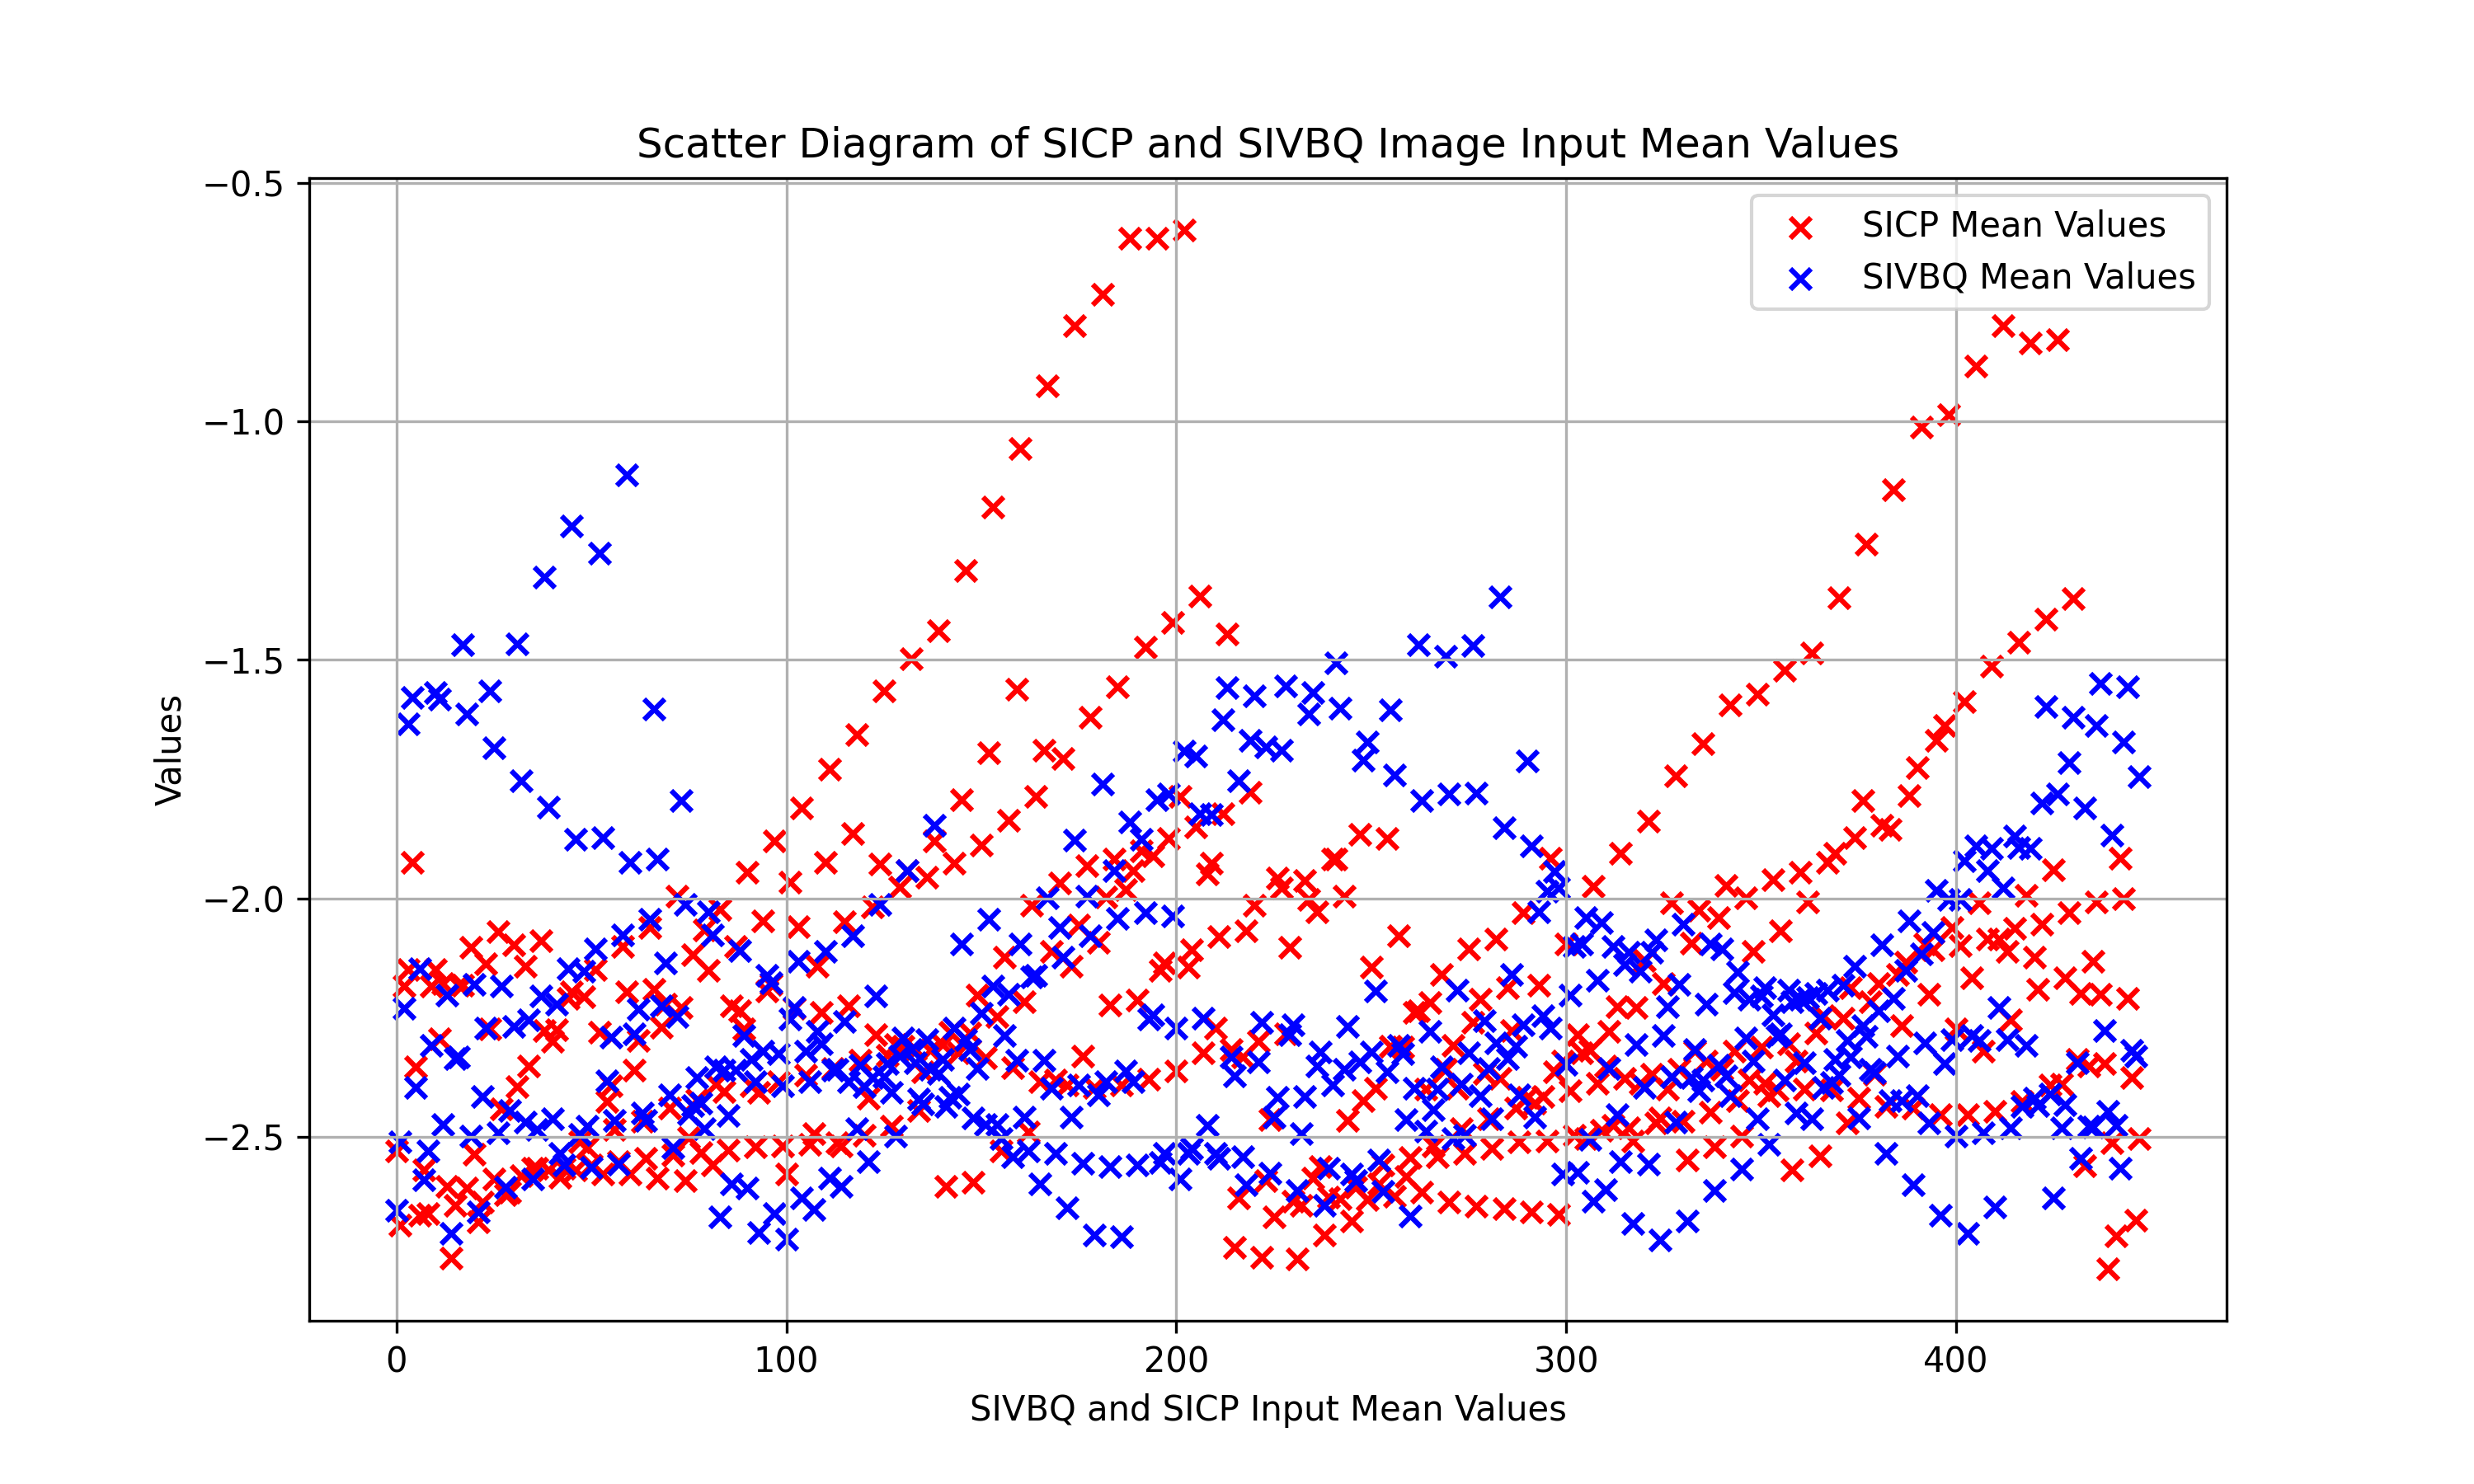 Scatter Diagram of SICP and SIVBQ Image Input Mean Values
−0.5
−1.0
−1.5
−2.0
−2.5
Values
SICP Mean Values
SIVBQ Mean Values
0 100 200 300 400
SIVBQ and SICP Input Mean Values